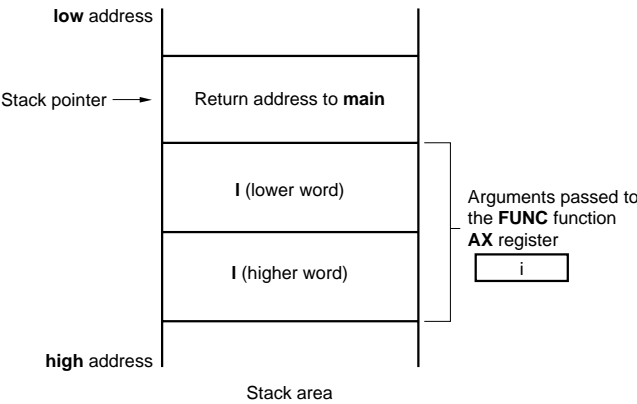 low address
Stack pointer
Return address to main
l (lower word)
Arguments passed to
the FUNC function
AX register
i
l (higher word)
high address
Stack area